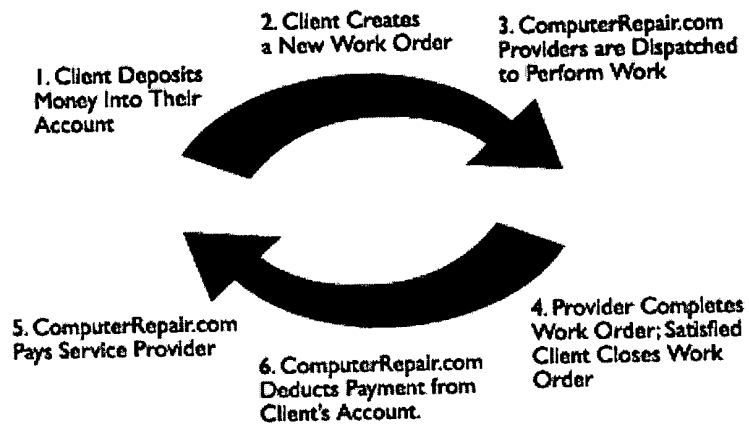 1. Client Deposits
Money Into Their
Account
2. Client Creates
a New Work Order
3. ComputerRepair.com
Providers are Dispatched
to Perform Work
4. Provider Completes
Work Order; Satisfied
Client Closes Work
Order
5. ComputerRepair.com
Pays Service Provider
6. ComputerRepair.com
Deducts Payment from
Client's Account.